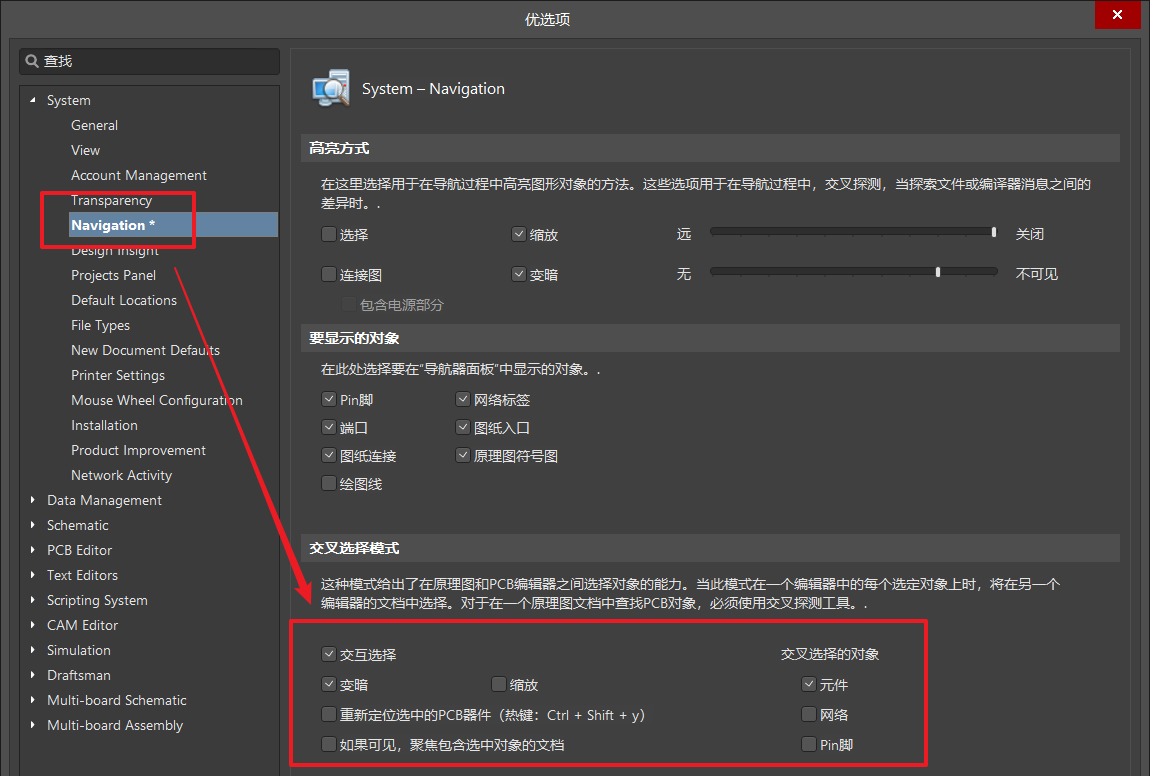 优选项
查找
System
General
View
Account Management
Transparency
Navigation *
Design Insight
Projects Panel
Default Locations
File Types
New Document Defaults
Printer Settings
Mouse Wheel Configuration
Installation
Product Improvement
Network Activity
Data Management
Schematic
PCB Editor
Text Editors
Scripting System
CAM Editor
Simulation
Draftsman
Multi-board Schematic
Multi-board Assembly
System – Navigation
高亮方式
在这里选择用于在导航过程中高亮图形对象的方法。这些选项用于在导航过程中，交叉探测，当探索文件或编译器消息之间的
差异时。.
选择 缩放 远 关闭
连接图 变暗 无 不可见
包含电源部分
要显示的对象
在此处选择要在"导航器面板"中显示的对象。.
Pin脚 网络标签
端口 图纸入口
图纸连接 原理图符号图
绘图线
交叉选择模式
这种模式给出了在原理图和PCB编辑器之间选择对象的能力。当此模式在一个编辑器中的每个选定对象上时，将在另一个
编辑器的文档中选择。对于在一个原理图文档中查找PCB对象，必须使用交叉探测工具。.
交互选择 交叉选择的对象
变暗 缩放 元件
重新定位选中的PCB器件（热键：Ctrl + Shift + y） 网络
如果可见，聚焦包含选中对象的文档 Pin脚